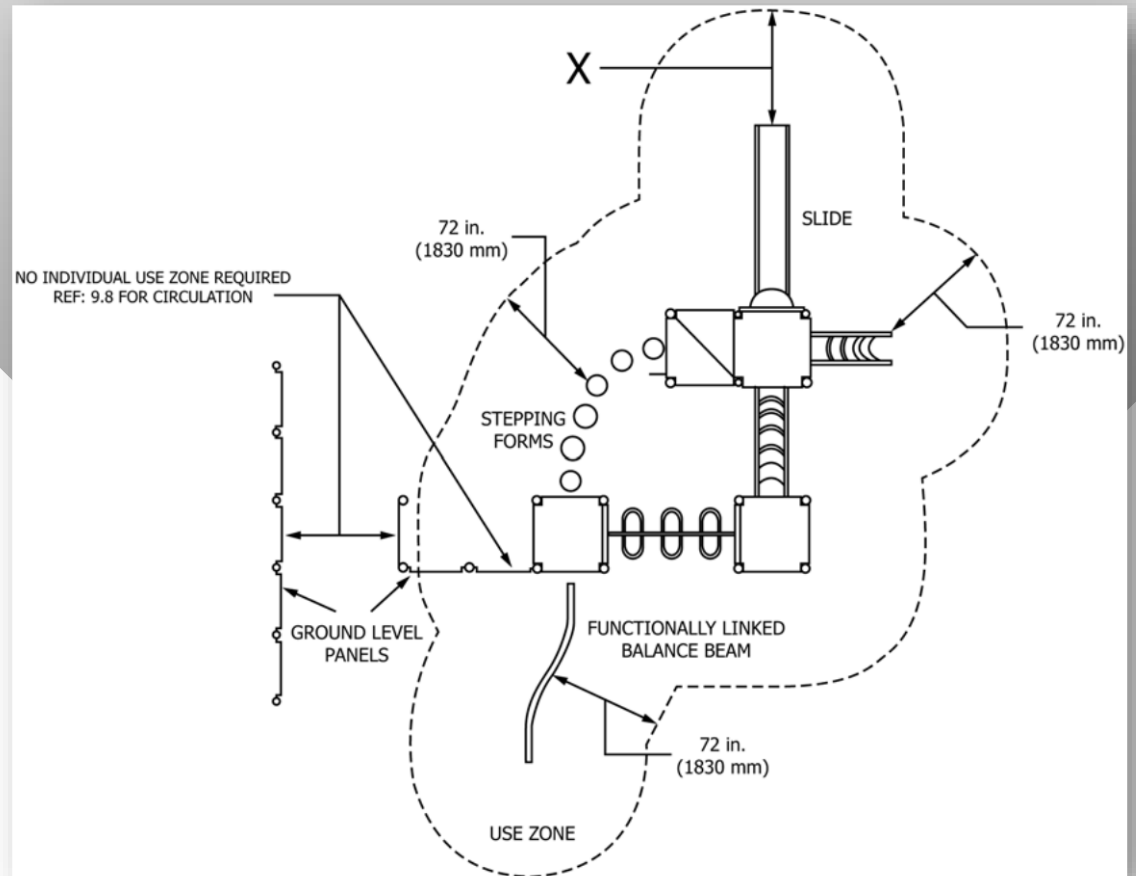 X
SLIDE
72 in.
(1830 mm)
NO INDIVIDUAL USE ZONE REQUIRED
REF: 9.8 FOR CIRCULATION
72 in.
(1830 mm)
STEPPING
FORMS
GROUND LEVEL
PANELS
FUNCTIONALLY LINKED
BALANCE BEAM
72 in.
(1830 mm)
USE ZONE